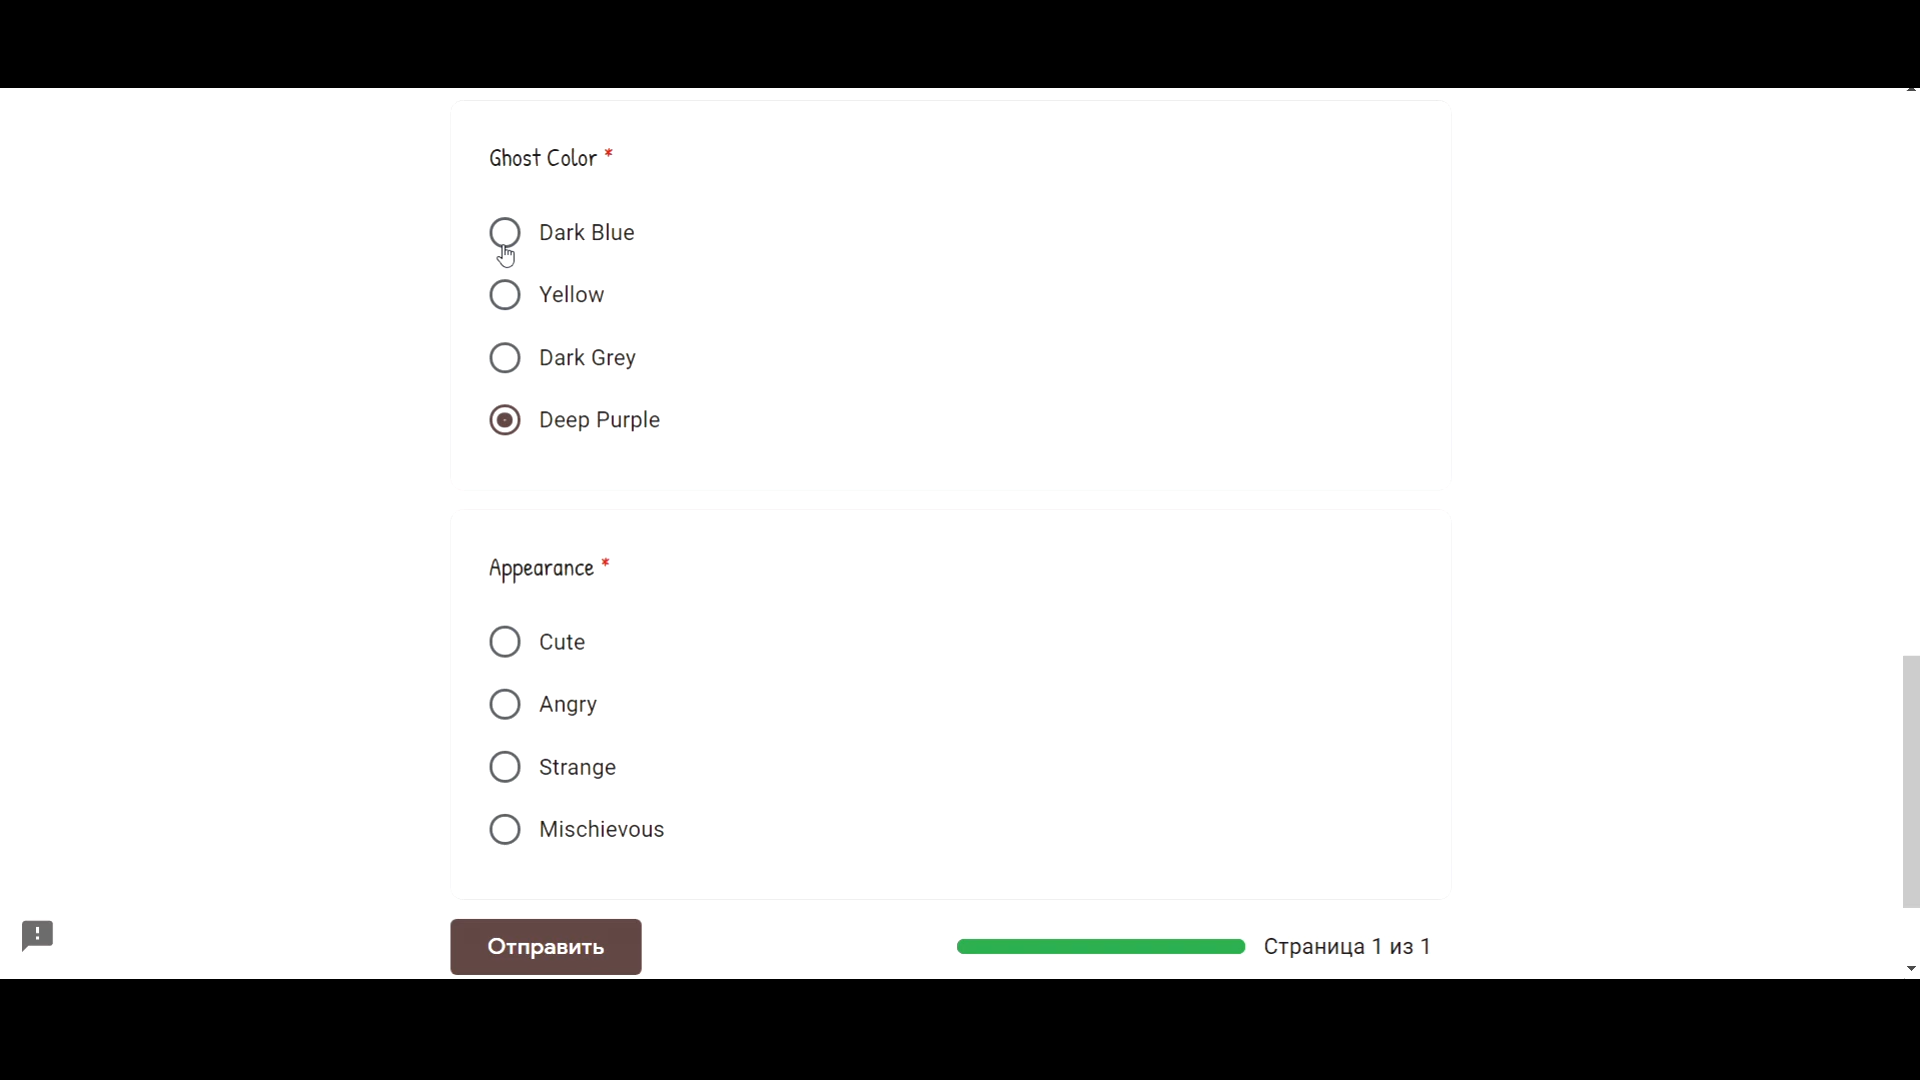 Ghost Color *
Dark Blue
Yellow
Dark Grey
Deep Purple
Appearance *
Cute
Angry
Strange
Mischievous
Отправить
Страница 1 из 1